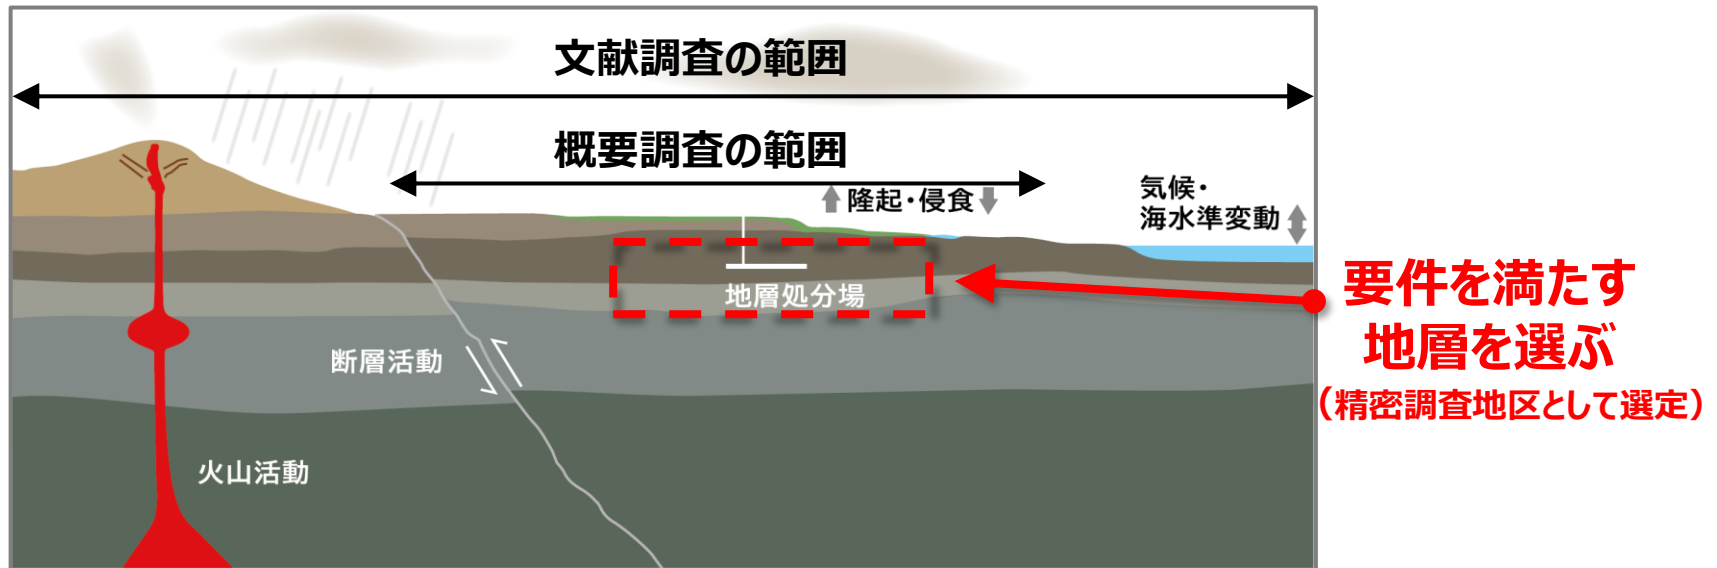 文献調査の範囲
概要調査の範囲
隆起・侵食
気候・
海水準変動
地層処分場
要件を満たす
地層を選ぶ
（精密調査地区として選定）
断層活動
火山活動